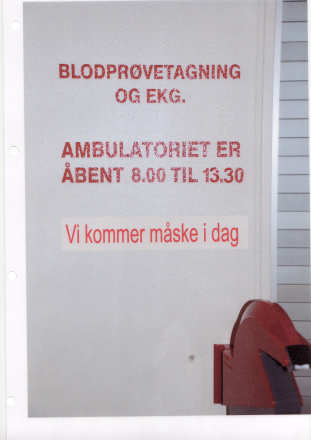 BLODPRØVETAGNING
OG EKG.
AMBULATORIET ER
ÅBENT 8.00 TIL 13.30
Vi kommer måske i dag